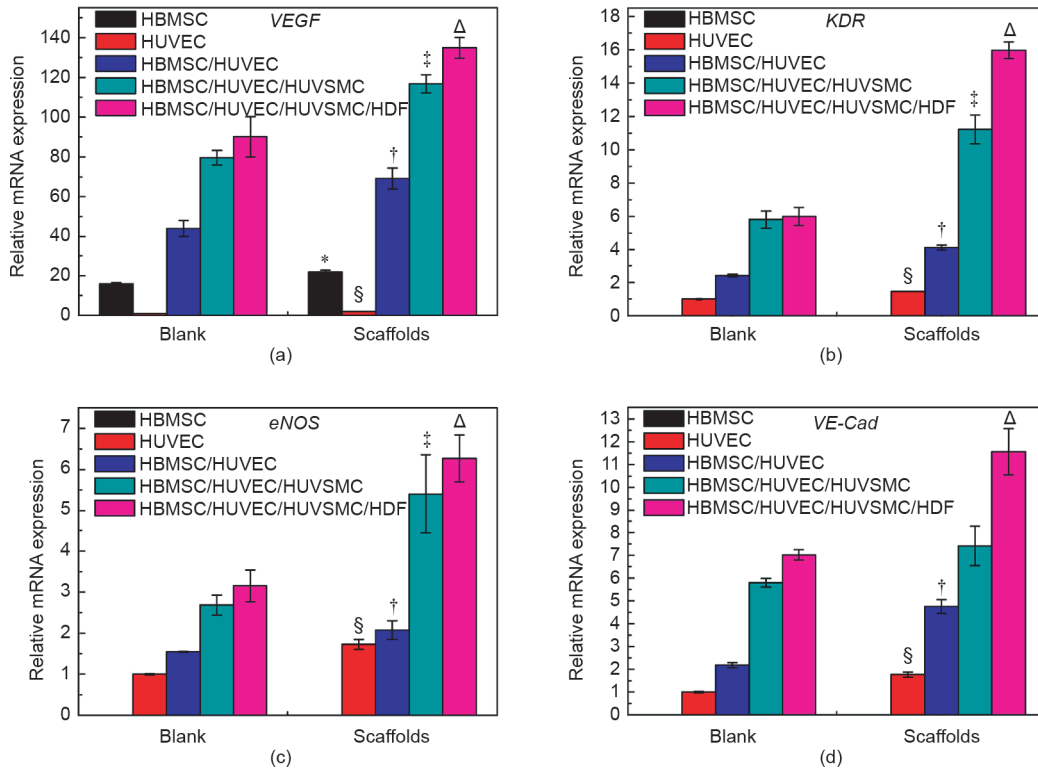 VEGF
HBMSC
HUVEC
HBMSC/HUVEC
HBMSC/HUVEC/HUVSMC
HBMSC/HUVEC/HUVSMC/HDF
Relative mRNA expression
140
120
100
80
60
40
20
0
*
§
†
‡
Δ
Blank
Scaffolds
(a)
KDR
HBMSC
HUVEC
HBMSC/HUVEC
HBMSC/HUVEC/HUVSMC
HBMSC/HUVEC/HUVSMC/HDF
Relative mRNA expression
18
16
14
12
10
8
6
4
2
0
§
†
‡
Δ
Blank
Scaffolds
(b)
eNOS
HBMSC
HUVEC
HBMSC/HUVEC
HBMSC/HUVEC/HUVSMC
HBMSC/HUVEC/HUVSMC/HDF
Relative mRNA expression
7
6
5
4
3
2
1
0
§
†
‡
Δ
Blank
Scaffolds
(c)
VE-Cad
HBMSC
HUVEC
HBMSC/HUVEC
HBMSC/HUVEC/HUVSMC
HBMSC/HUVEC/HUVSMC/HDF
Relative mRNA expression
13
12
11
10
9
8
7
6
5
4
3
2
1
0
§
†
Δ
Blank
Scaffolds
(d)